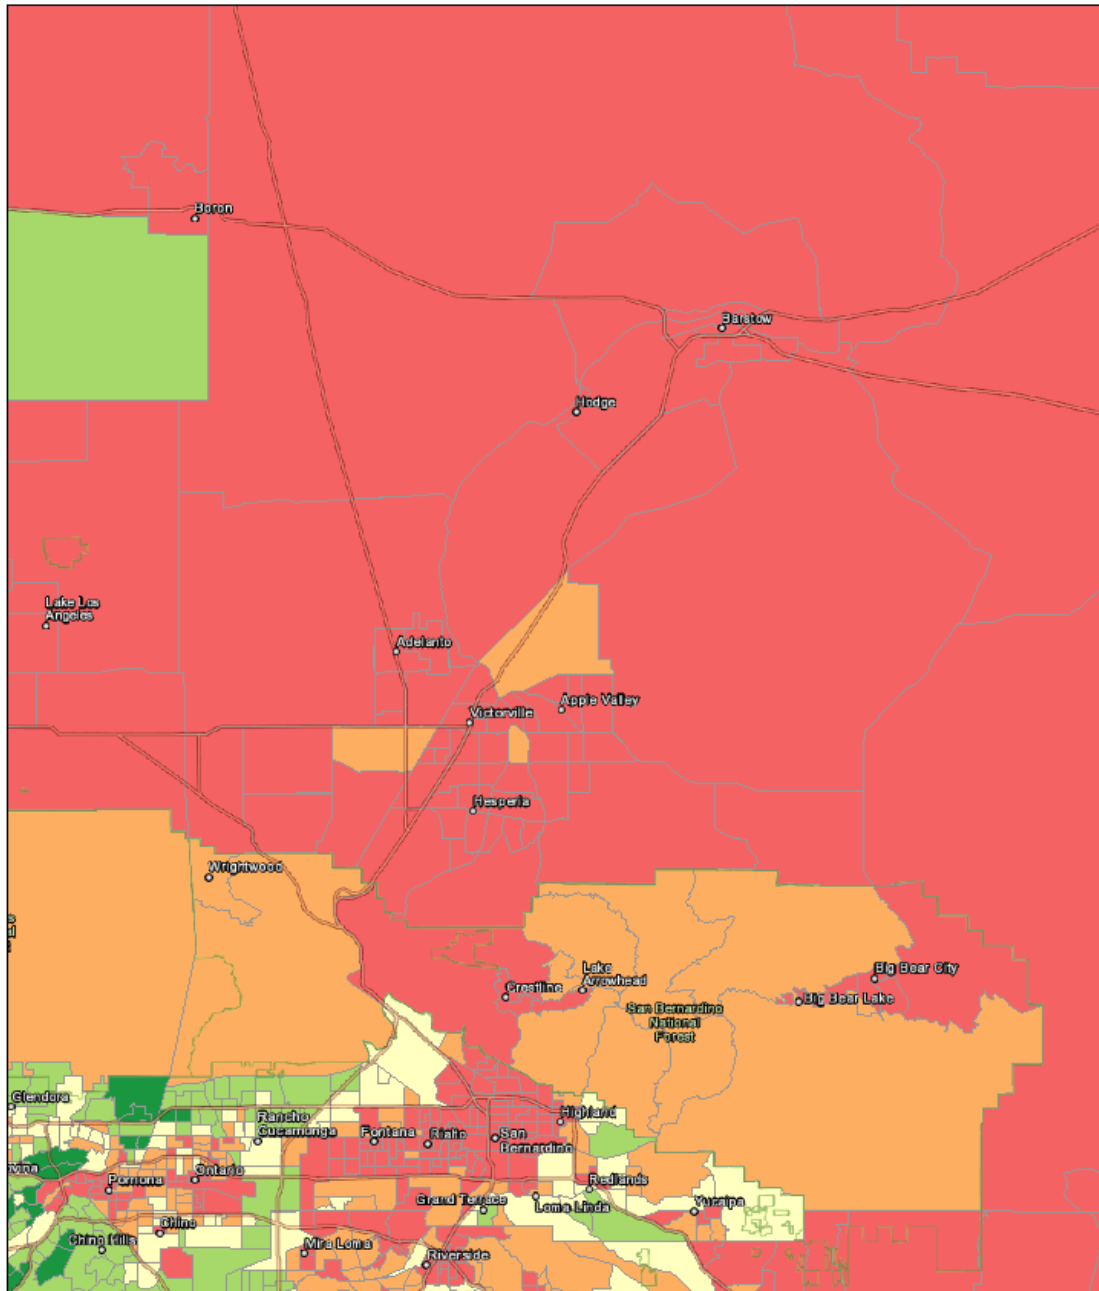 Boron
Barstow
Hodge
Lake Los
Angeles
Adelanto
Apple Valley
Victorville
Hesperia
Wrightwood
Lake
Arrowhead
Big Bear City
Crestline
Big Bear Lake
San Bernardino
National
Forest
Glendora
Rancho
Cucamonga
Highland
Fontana
Rialto
San
Bernardino
Ontario
Pomona
Redlands
Grand Terrace
Loma Linda
Yucaipa
Chino
Chino Hills
Mira Loma
Riverside